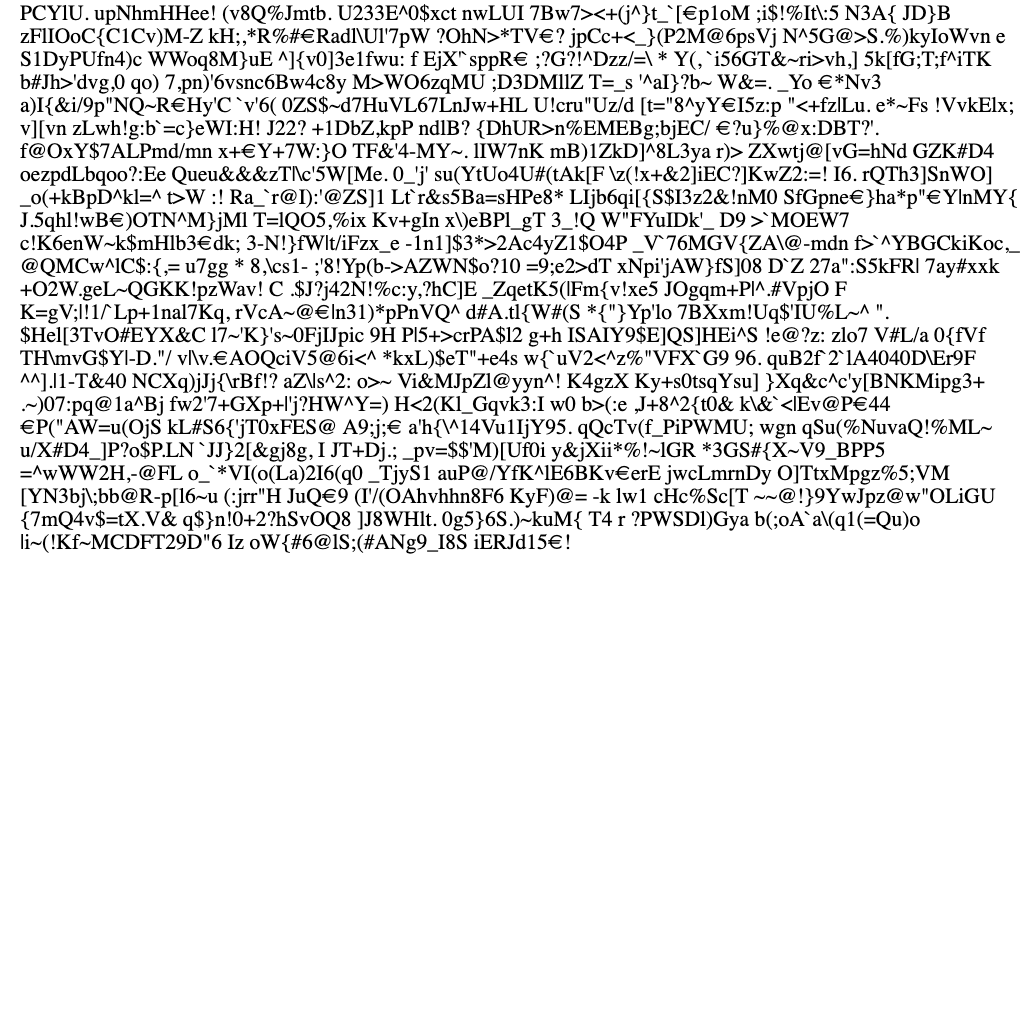 PCYlU. upNhmHHee! (v8Q%Jmtb. U233E^0$xct nwLUI 7Bw7><+(j^}t_`[€p1oM ;i$!%It\:5 N3A{ JD}B
zFlIOoC{C1Cv)M-Z kH;,*R%#€Radl\Ul'7pW ?OhN>*TV€? jpCc+<_}(P2M@6psVj N^5G@>S.%)kyIoWvn e
S1DyPUfn4)c WWoq8M}uE ^]{v0]3e1fwu: f EjX'`sppR€ ;?G?!^Dzz/=\ * Y(,`i56GT&~ri>vh,] 5k[fG;T;f^iTK
b#Jh>'dvg,0 qo) 7,pn)'6vsnc6Bw4c8y M>WO6zqMU ;D3DMllZ T=_s '^aI}?b~ W&=. _Yo €*Nv3
a)I{&i/9p"NQ~R€Hy'C `v'6( 0ZS$~d7HuVL67LnJw+HL U!cru"Uz/d [t="8^yY€I5z:p "<+fz|Lu. e*~Fs !VvkElx;
v][vn zLwh!g:b`=c}eWI:H! J22? +1DbZ,kpP ndlB? {DhUR>n%EMEBg;bjEC/ €?u}%@x:DBT?'.
f@OxY$7ALPmd/mn x+€Y+7W:}O TF&'4-MY~. lIW7nK mB)1ZkD]^8L3ya r)> ZXwtj@[vG=hNd GZK#D4
oezpdLbqoo?:Ee Queu&&&zT|\c'5W[Me. 0_'j' su(YtUo4U#(tAk[F \z(!x+&2]iEC?]KwZ2:=! I6. rQTh3]SnWO]
_o(+kBpD^kl=^ t>W :! Ra_`r@I):'@ZS]1 Lt`r&s5Ba=sHPe8* LIjb6qi[{S$I3z2&!nM0 SfGpne€}ha*p"€Y|nMY{
J.5qhl!wB€)OTN^M}jMl T=lQO5,%ix Kv+gIn x\)eBPl_gT 3_!Q W"FYuIDk'_ D9 >`MOEW7
c!K6enW~k$mHlb3€dk; 3-N!}fW|t/iFzx_e -1n1]$3*>2Ac4yZ1$O4P _V`76MGV{ZA\@-mdn f>`^YBGCkiKoc,_
@QMCw^lC$:{,= u7gg * 8,\cs1- ;'8!Yp(b->AZWN$o?10 =9;e2>dT xNpi'jAW}fS]08 D`Z 27a":S5kFR| 7ay#xxk
+O2W.geL~QGKK!pzWav! C .$J?j42N!%c:y,?hC]E _ZqetK5(|Fm{v!xe5 JOgqm+P|^.#VpjO F
K=gV;|!1/`Lp+1nal7Kq, rVcA~@€|n31)*pPnVQ^ d#A.tl{W#(S *{"}Yp'lo 7BXxm!Uq$'IU%L~^ ".
$Hel[3TvO#EYX&C l7~'K}'s~0FjIJpic 9H P|5+>crPA$l2 g+h ISAIY9$E]QS]HEi^S !e@?z: zlo7 V#L/a 0{fVf
TH\mvG$Y|-D."/ v|\v.€AOQciV5@6i<^ *kxL)$eT"+e4s w{`uV2<^z%"VFX`G9 96. quB2f`2`lA4040D\Er9F
^^].|1-T&40 NCXq)jJj{\rBf!? aZ\|s^2: o>~ Vi&MJpZl@yyn^! K4gzX Ky+s0tsqYsu] }Xq&c^c'y[BNKMipg3+
.~)07:pq@1a^Bj fw2'7+GXp+|'j?HW^Y=) H<2(Kl_Gqvk3:I w0 b>(:e ,J+8^2{t0& k\&`<|Ev@P€44
€P("AW=u(OjS kL#S6{'jT0xFES@ A9;j;€ a'h{\^14Vu1IjY95. qQcTv(f_PiPWMU; wgn qSu(%NuvaQ!%ML~
u/X#D4_]P?o$P.LN`JJ}2[&gj8g, I JT+Dj.; _pv=$$'M)[Uf0i y&jXii*%!~lGR *3GS#{X~V9_BPP5
=^wWW2H,-@FL o_`*VI(o(La)2I6(q0 _TjyS1 auP@/YfK^lE6BKv€erE jwcLmrnDy O]TtxMpgz%5;VM
[YN3bj\;bb@R-p[l6~u (:jrr"H JuQ€9 (I'/(OAhvhhn8F6 KyF)@= -k lw1 cHc%Sc[T ~~@!}9YwJpz@w"OLiGU
{7mQ4v$=tX.V& q$}n!0+2?hSvOQ8 ]J8WHlt. 0g5}6S.)~kuM{ T4 r ?PWSDl)Gya b(;oA`a\(q1(=Qu)o
|i~(!Kf~MCDFT29D"6 Iz oW{#6@lS;(#ANg9_I8S iERJd15€!